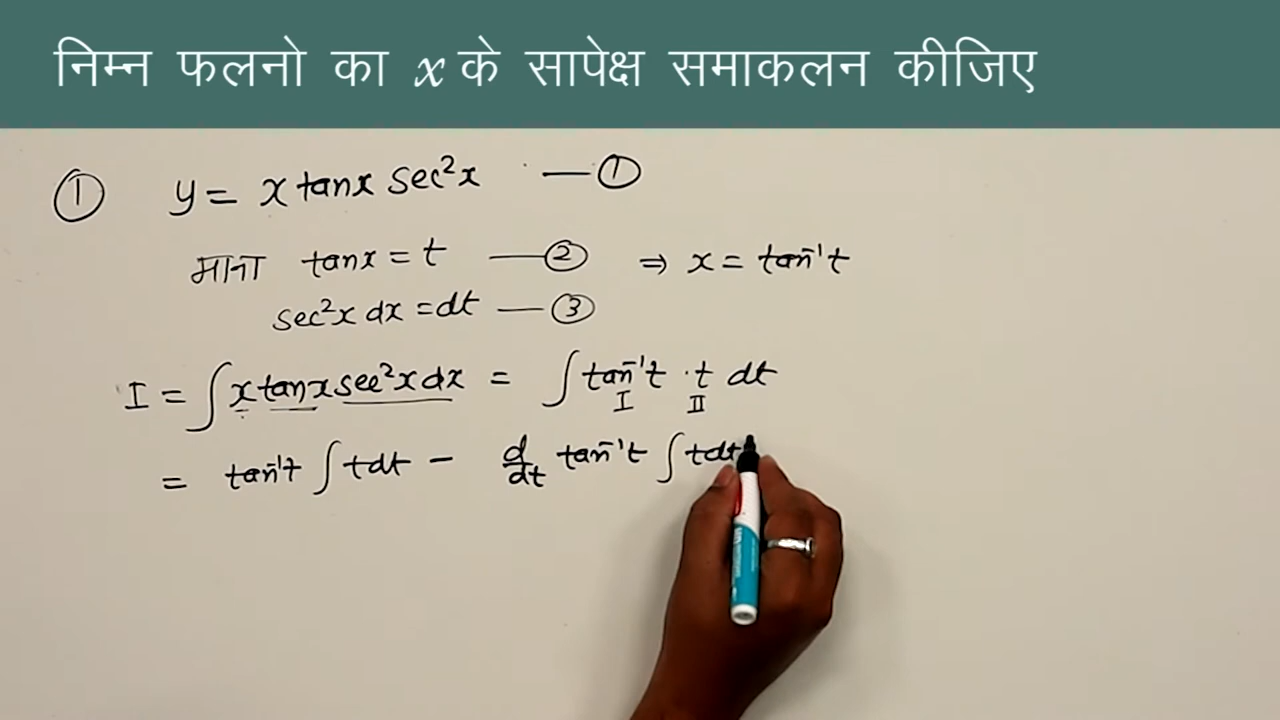 निम्न फलनो का x के सापेक्ष समाकलन कीजिए
① y = x tanx sec²x —①
माना tanx = t —② ⇒ x = tan⁻¹t
sec²x dx = dt —③
I = ∫ x tanx sec²x dx = ∫ tan⁻¹t · t dt
I II
= tan⁻¹t ∫ t dt − d/dt tan⁻¹t ∫ t dt